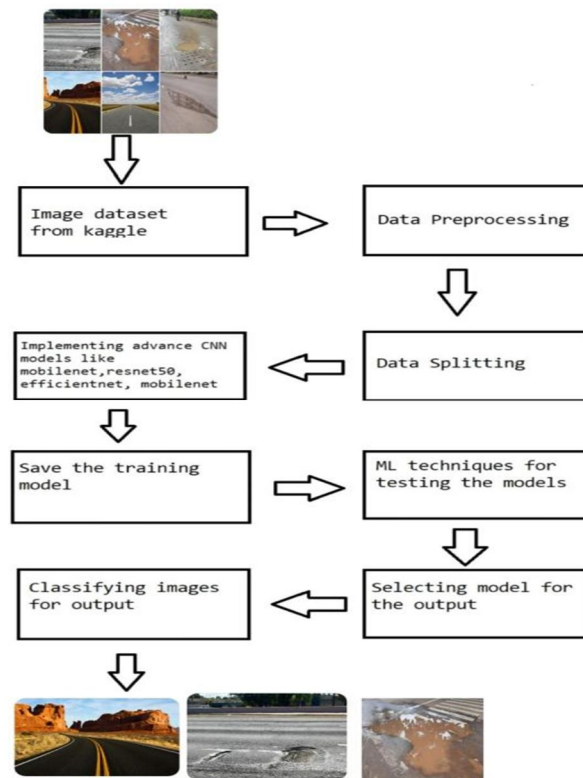 Image dataset
from kaggle
Data Preprocessing
Data Splitting
Implementing advance CNN
models like
mobilenet,resnet50,
efficientnet, mobilenet
Save the training
model
ML techniques for
testing the models
Selecting model for
the output
Classifying images
for output